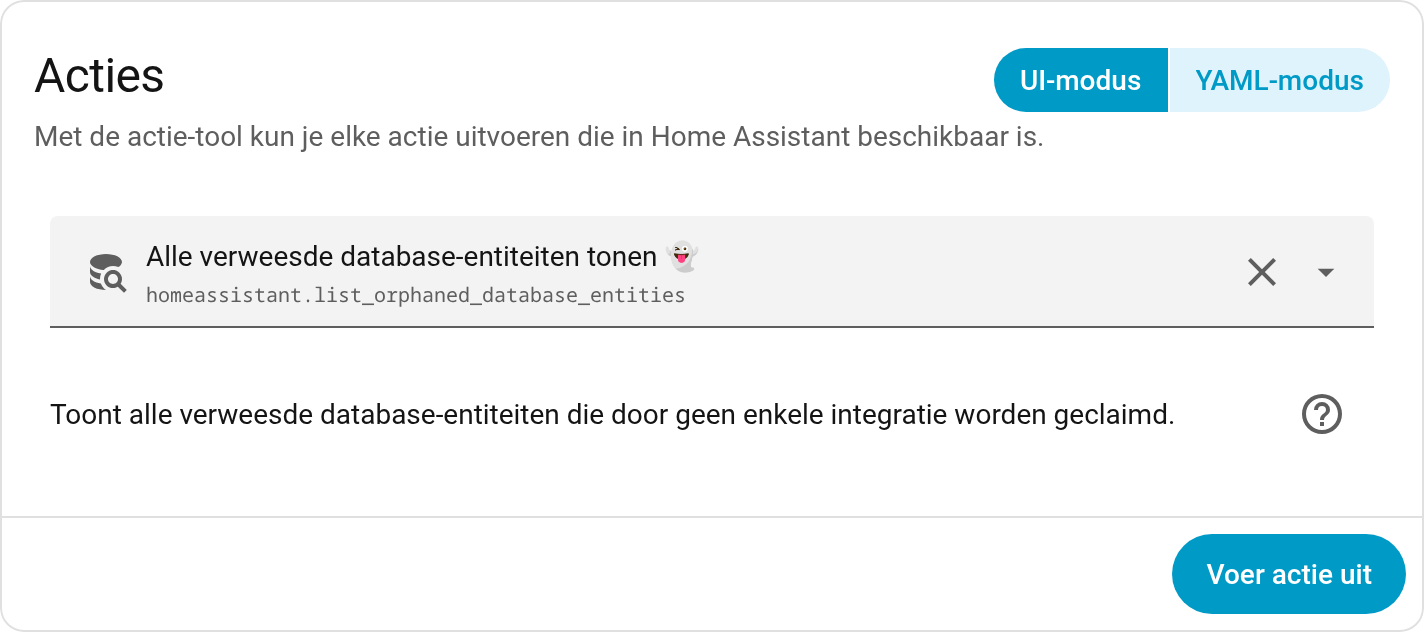 Acties
UI-modus
YAML-modus
Met de actie-tool kun je elke actie uitvoeren die in Home Assistant beschikbaar is.
Alle verweesde database-entiteiten tonen 👻
homeassistant.list_orphaned_database_entities
Toont alle verweesde database-entiteiten die door geen enkele integratie worden geclaimd.
Voer actie uit